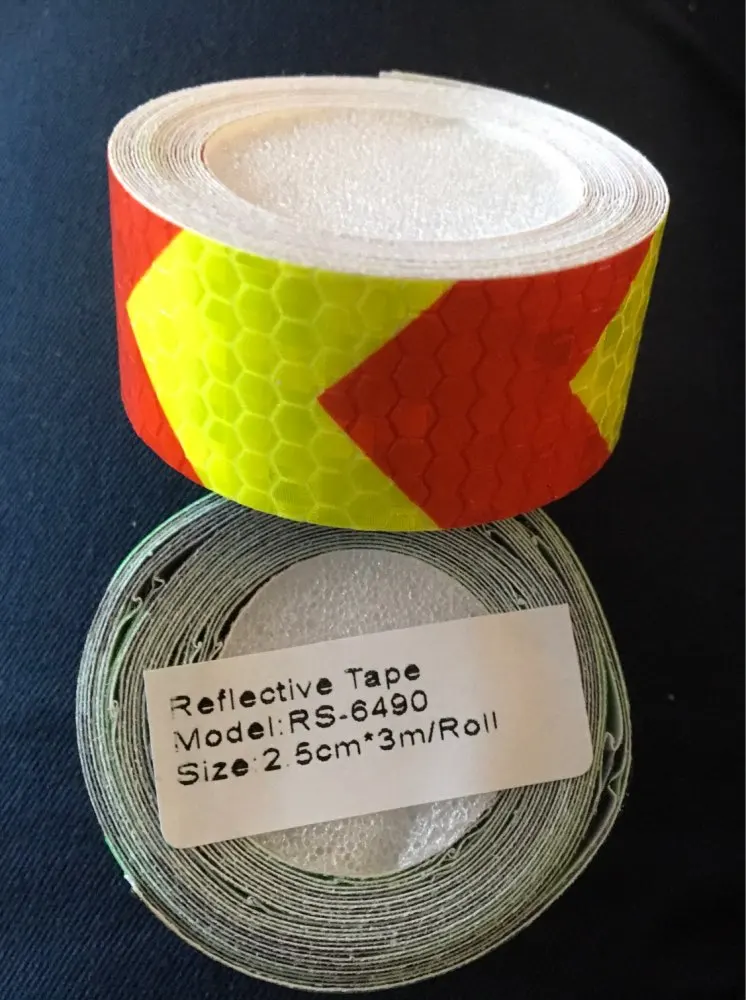 Reflective Tape
Model:RS-6490
Size:2.5cm*3m/Roll